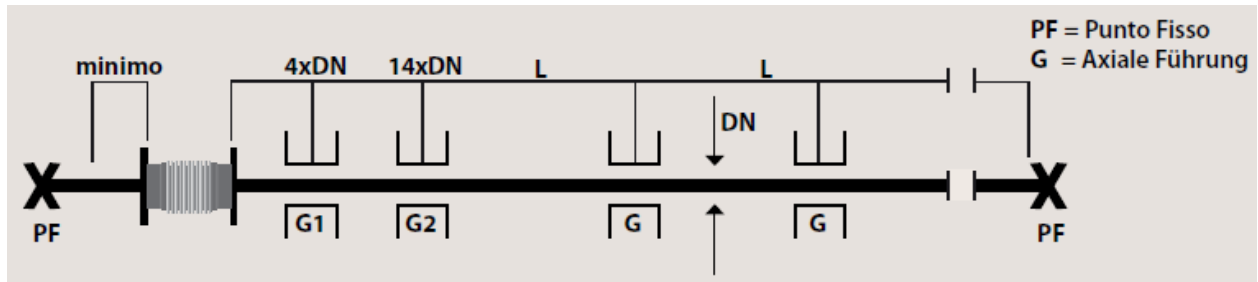 PF = Punto Fisso
G = Axiale Führung
minimo 4xDN 14xDN L L
DN
PF G1 G2 G G PF